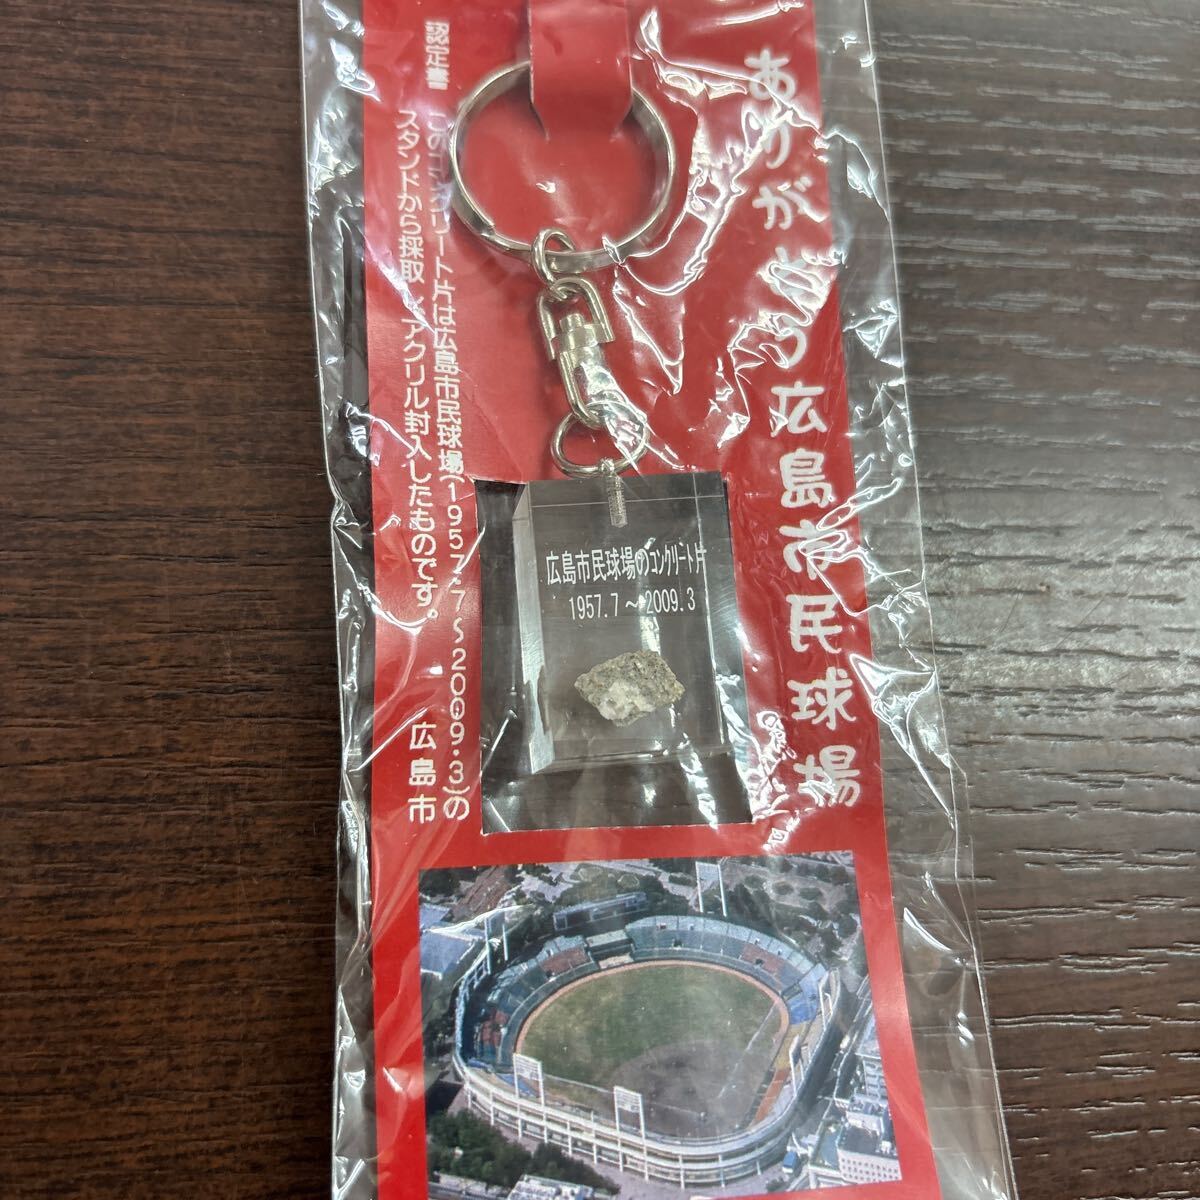 ありがとう広島市民球場
認定書 このコンクリート片は広島市民球場(1957.7～2009.3)の
スタンドから採取し、アクリル封入したものです。
広島市
広島市民球場のｺﾝｸﾘｰﾄ片
1957.7～2009.3